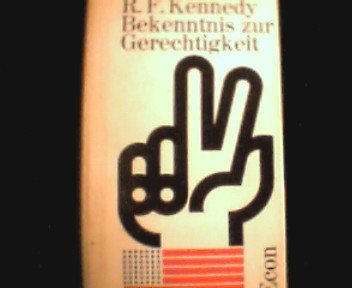 R. F. Kennedy
Bekenntnis zur
Gerechtigkeit
Econ